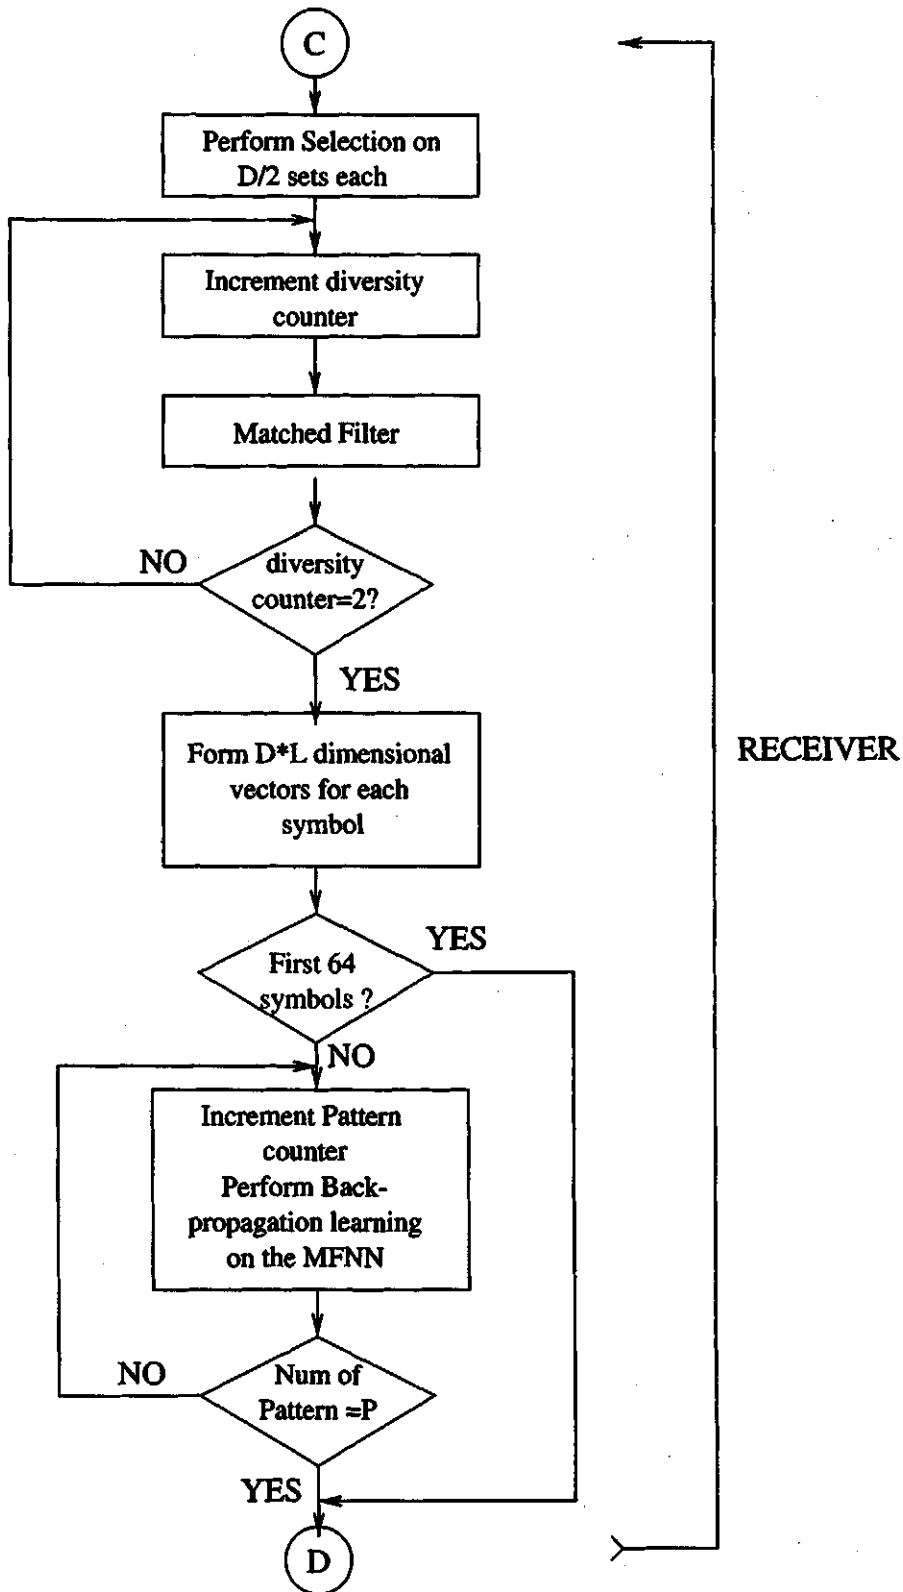 C
Perform Selection on
D/2 sets each
Increment diversity
counter
Matched Filter
NO
diversity
counter=2?
YES
Form D*L dimensional
vectors for each
symbol
RECEIVER
YES
First 64
symbols ?
NO
Increment Pattern
counter
Perform Back-
propagation learning
on the MFNN
NO
Num of
Pattern =P
YES
D